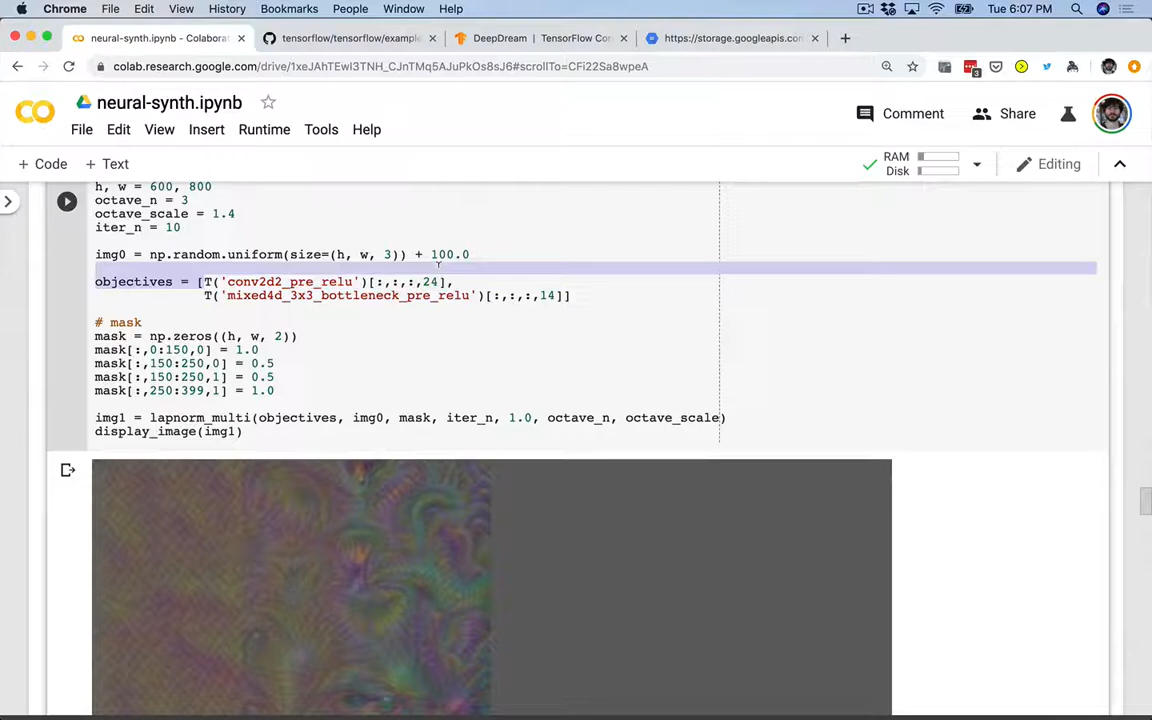 Chrome File Edit View History Bookmarks People Window Help Tue 6:07 PM
neural-synth.ipynb - Colaborat tensorflow/tensorflow/example DeepDream | TensorFlow Cor https://storage.googleapis.com
colab.research.google.com/drive/1xeJAhTEwI3TNH_CJnTMq5AJuPkOs8sJ6#scrollTo=CFi22Sa8wpeA
3
neural-synth.ipynb
Comment Share
File Edit View Insert Runtime Tools Help
+ Code + Text RAM Disk Editing
h, w = 600, 800
octave_n = 3
octave_scale = 1.4
iter_n = 10
img0 = np.random.uniform(size=(h, w, 3)) + 100.0
objectives = [T('conv2d2_pre_relu')[:,:,:,24],
T('mixed4d_3x3_bottleneck_pre_relu')[:,:,:,14]]
# mask
mask = np.zeros((h, w, 2))
mask[:,0:150,0] = 1.0
mask[:,150:250,0] = 0.5
mask[:,150:250,1] = 0.5
mask[:,250:399,1] = 1.0
img1 = lapnorm_multi(objectives, img0, mask, iter_n, 1.0, octave_n, octave_scale)
display_image(img1)